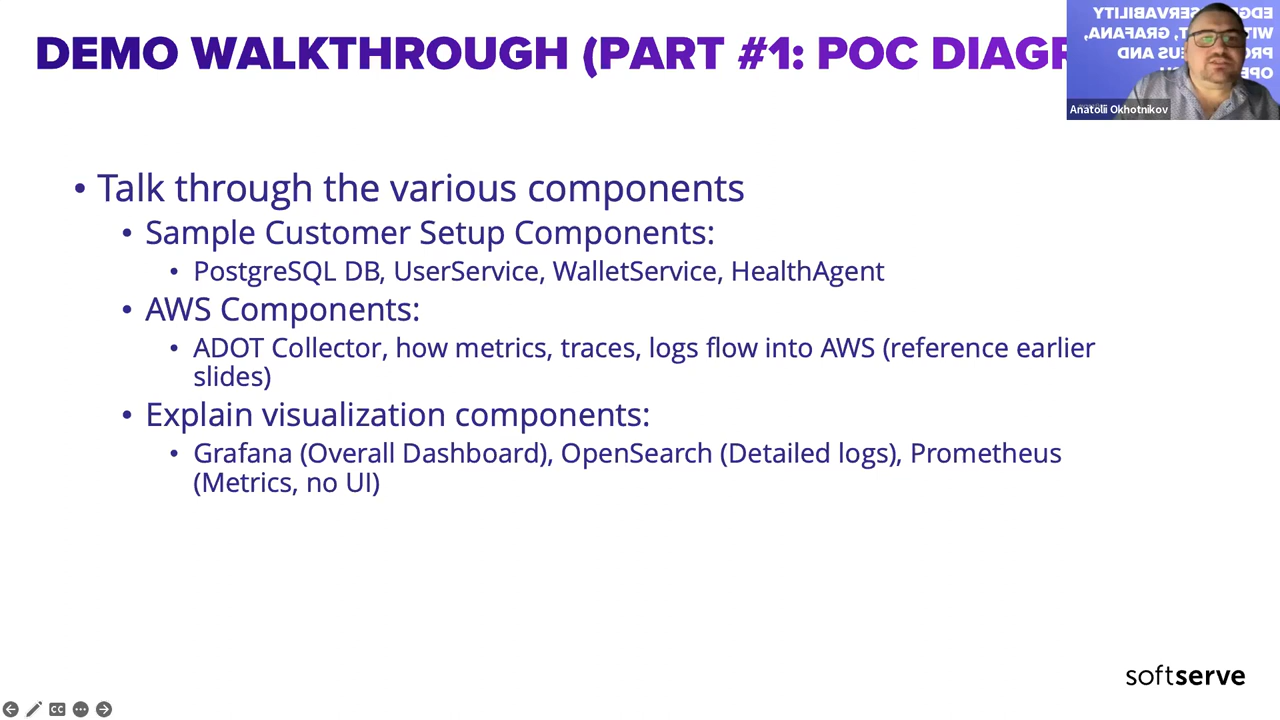 DEMO WALKTHROUGH (PART #1: POC DIAGR
• Talk through the various components
• Sample Customer Setup Components:
• PostgreSQL DB, UserService, WalletService, HealthAgent
• AWS Components:
• ADOT Collector, how metrics, traces, logs flow into AWS (reference earlier
slides)
• Explain visualization components:
• Grafana (Overall Dashboard), OpenSearch (Detailed logs), Prometheus
(Metrics, no UI)
Anatolii Okhotnikov
softserve
CC